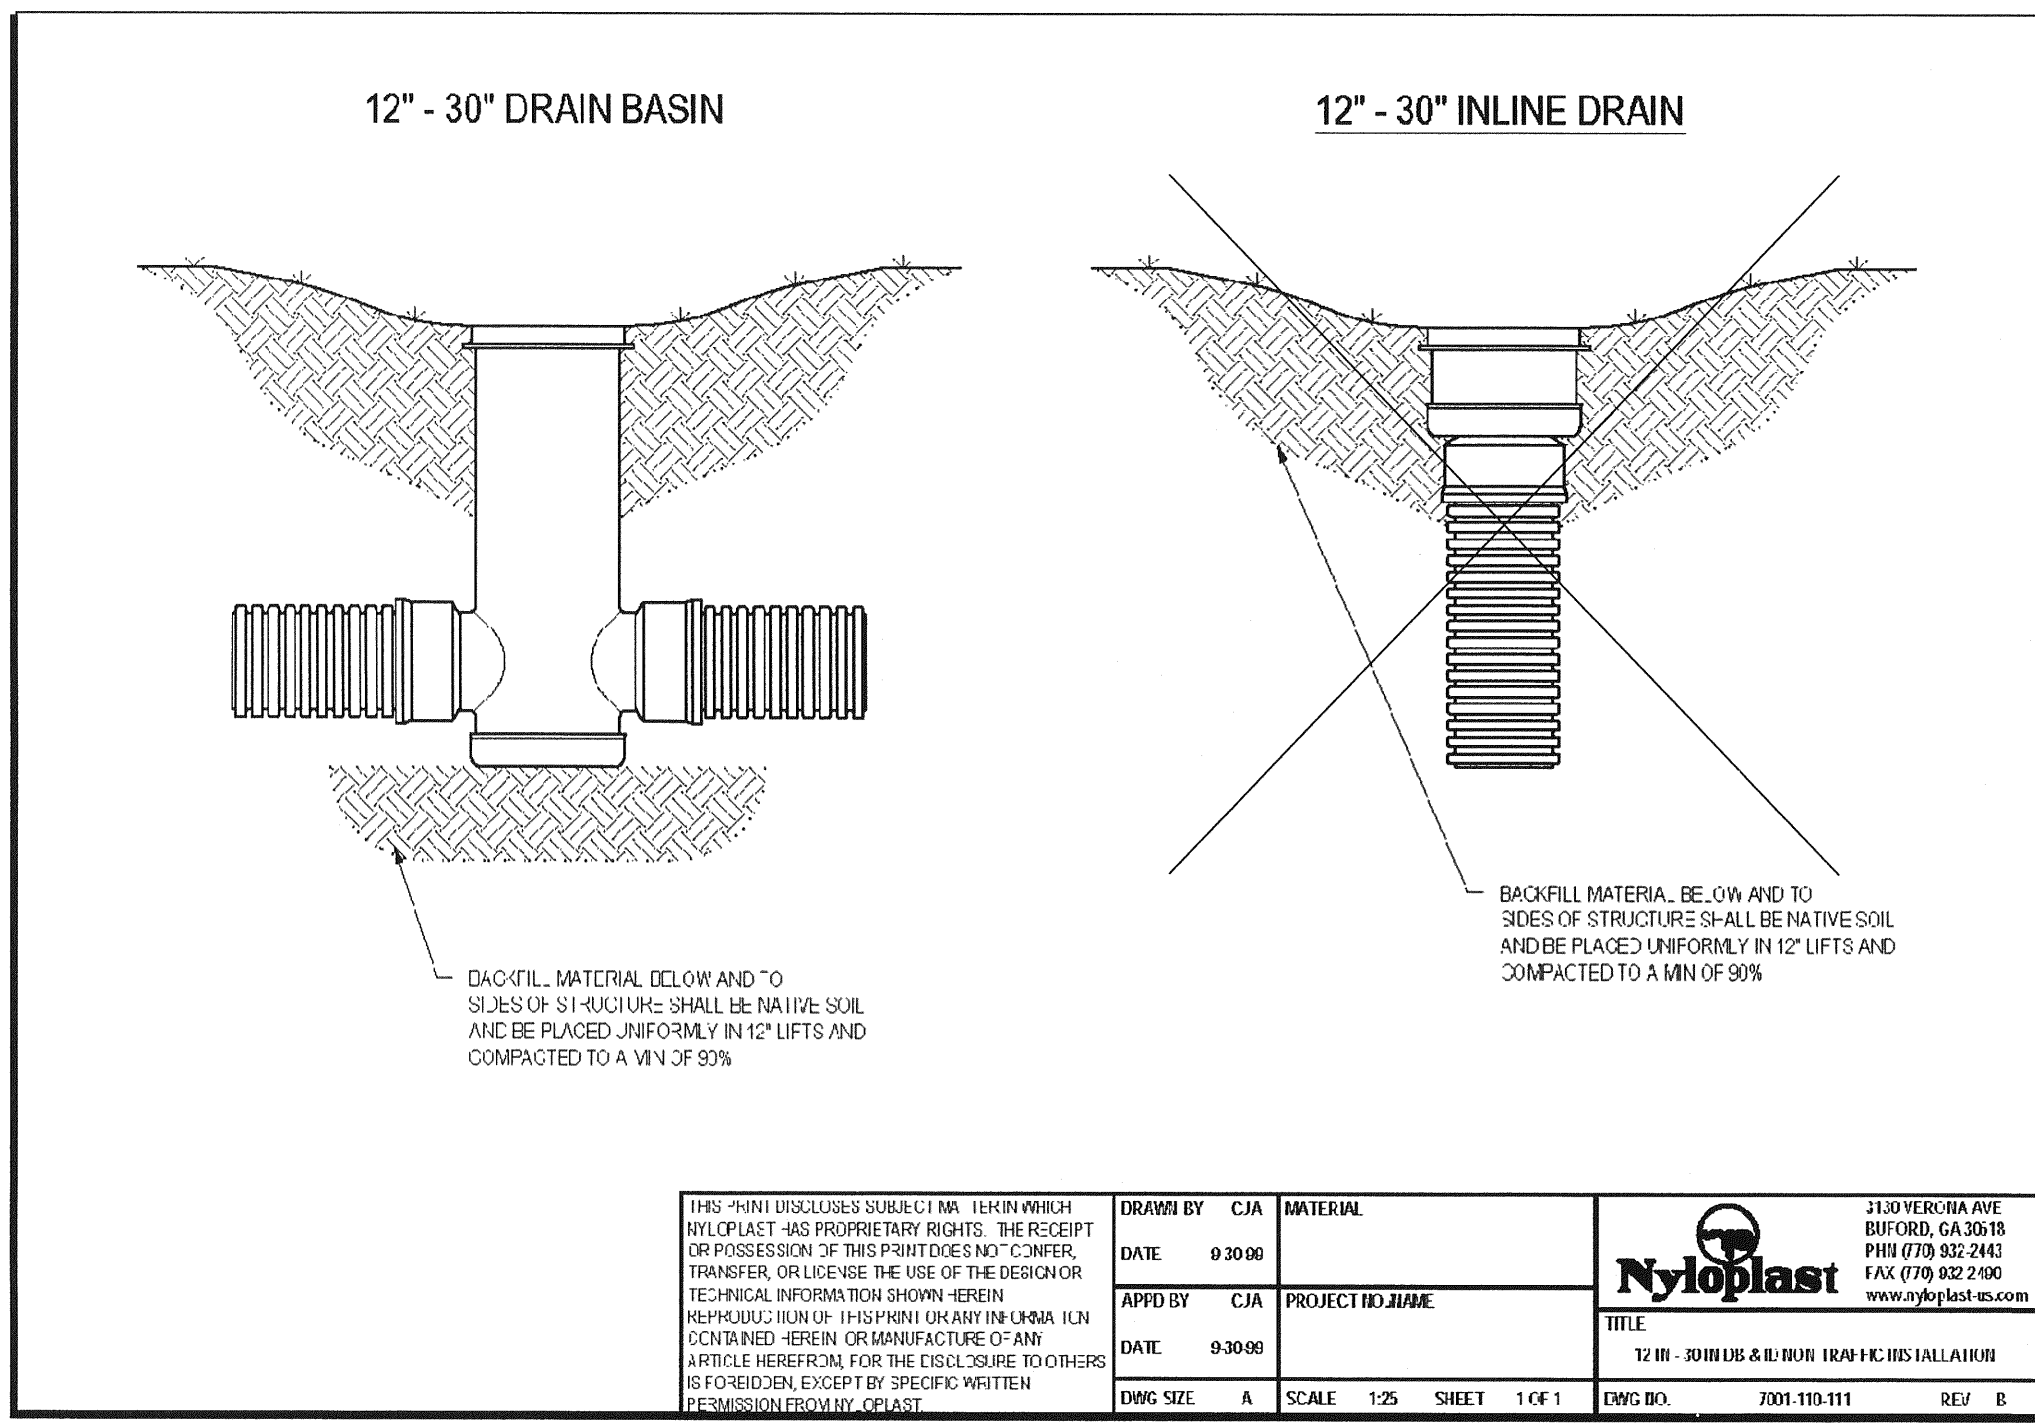 12" - 30" DRAIN BASIN
12" - 30" INLINE DRAIN
BACKFILL MATERIAL BELOW AND TO
SIDES OF STRUCTURE SHALL BE NATIVE SOIL
AND BE PLACED UNIFORMLY IN 12" LIFTS AND
COMPACTED TO A MIN OF 90%
BACKFILL MATERIAL BELOW AND TO
SIDES OF STRUCTURE SHALL BE NATIVE SOIL
AND BE PLACED UNIFORMLY IN 12" LIFTS AND
COMPACTED TO A MIN OF 90%
THIS PRINT DISCLOSES SUBJECT MATTER IN WHICH
NYLOPLAST HAS PROPRIETARY RIGHTS. THE RECEIPT
OR POSSESSION OF THIS PRINT DOES NOT CONFER,
TRANSFER, OR LICENSE THE USE OF THE DESIGN OR
TECHNICAL INFORMATION SHOWN HEREIN
REPRODUCTION OF THIS PRINT OR ANY INFORMATION
CONTAINED HEREIN, OR MANUFACTURE OF ANY
ARTICLE HEREFROM, FOR THE DISCLOSURE TO OTHERS
IS FORBIDDEN, EXCEPT BY SPECIFIC WRITTEN
PERMISSION FROM NYLOPLAST.
DRAWN BY CJA
DATE 9-30-99
APPD BY CJA
DATE 9-30-99
DWG SIZE A
MATERIAL
PROJECT NO./NAME
SCALE 1:25 SHEET 1 OF 1
Nyloplast
3130 VERONA AVE
BUFORD, GA 30518
PHN (770) 932-2443
FAX (770) 932-2490
www.nyloplast-us.com
TITLE
12 IN - 30 IN DB & ID NON TRAFFIC INSTALLATION
DWG NO. 7001-110-111 REV B